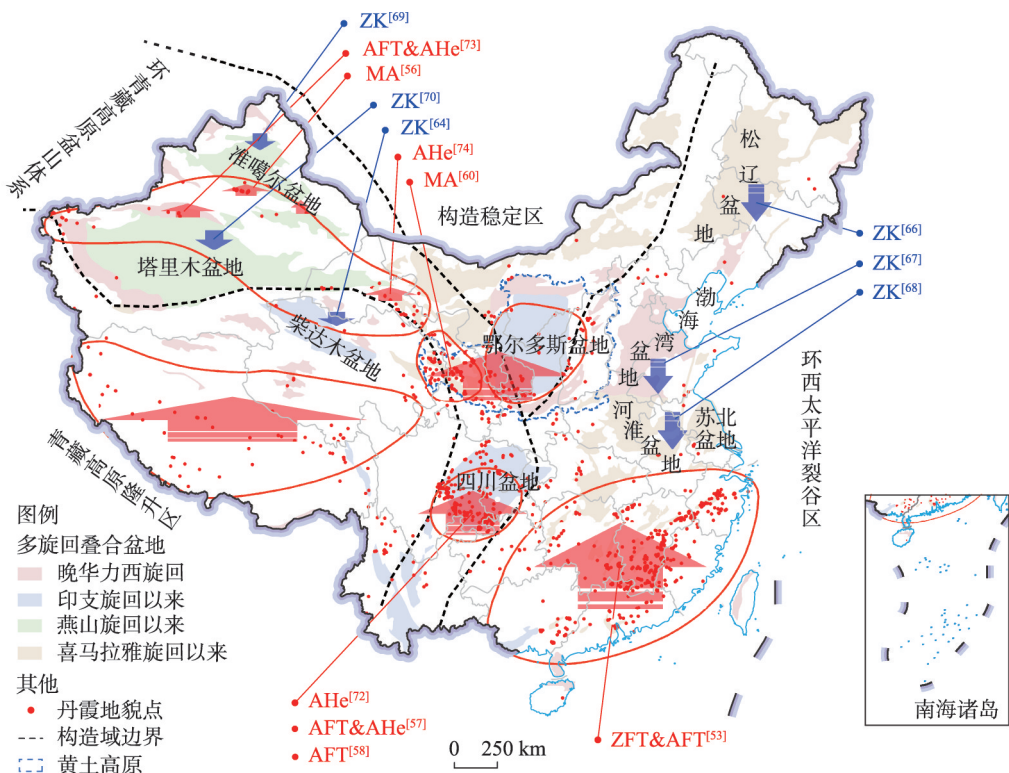 ZK[69]
AFT&AHe[73]
MA[56]
ZK[70]
ZK[64]
AHe[74]
MA[60]
环青藏高原盆山体系
准噶尔盆地
塔里木盆地
柴达木盆地
构造稳定区
松辽盆地
ZK[66]
ZK[67]
ZK[68]
渤海湾盆地
鄂尔多斯盆地
河淮盆地
苏北
盆地
环西太平洋裂谷区
四川盆地
青藏高原隆升区
图例
多旋回叠合盆地
晚华力西旋回
印支旋回以来
燕山旋回以来
喜马拉雅旋回以来
其他
丹霞地貌点
构造域边界
黄土高原
AHe[72]
AFT&AHe[57]
AFT[58]
0 250 km
ZFT&AFT[53]
南海诸岛